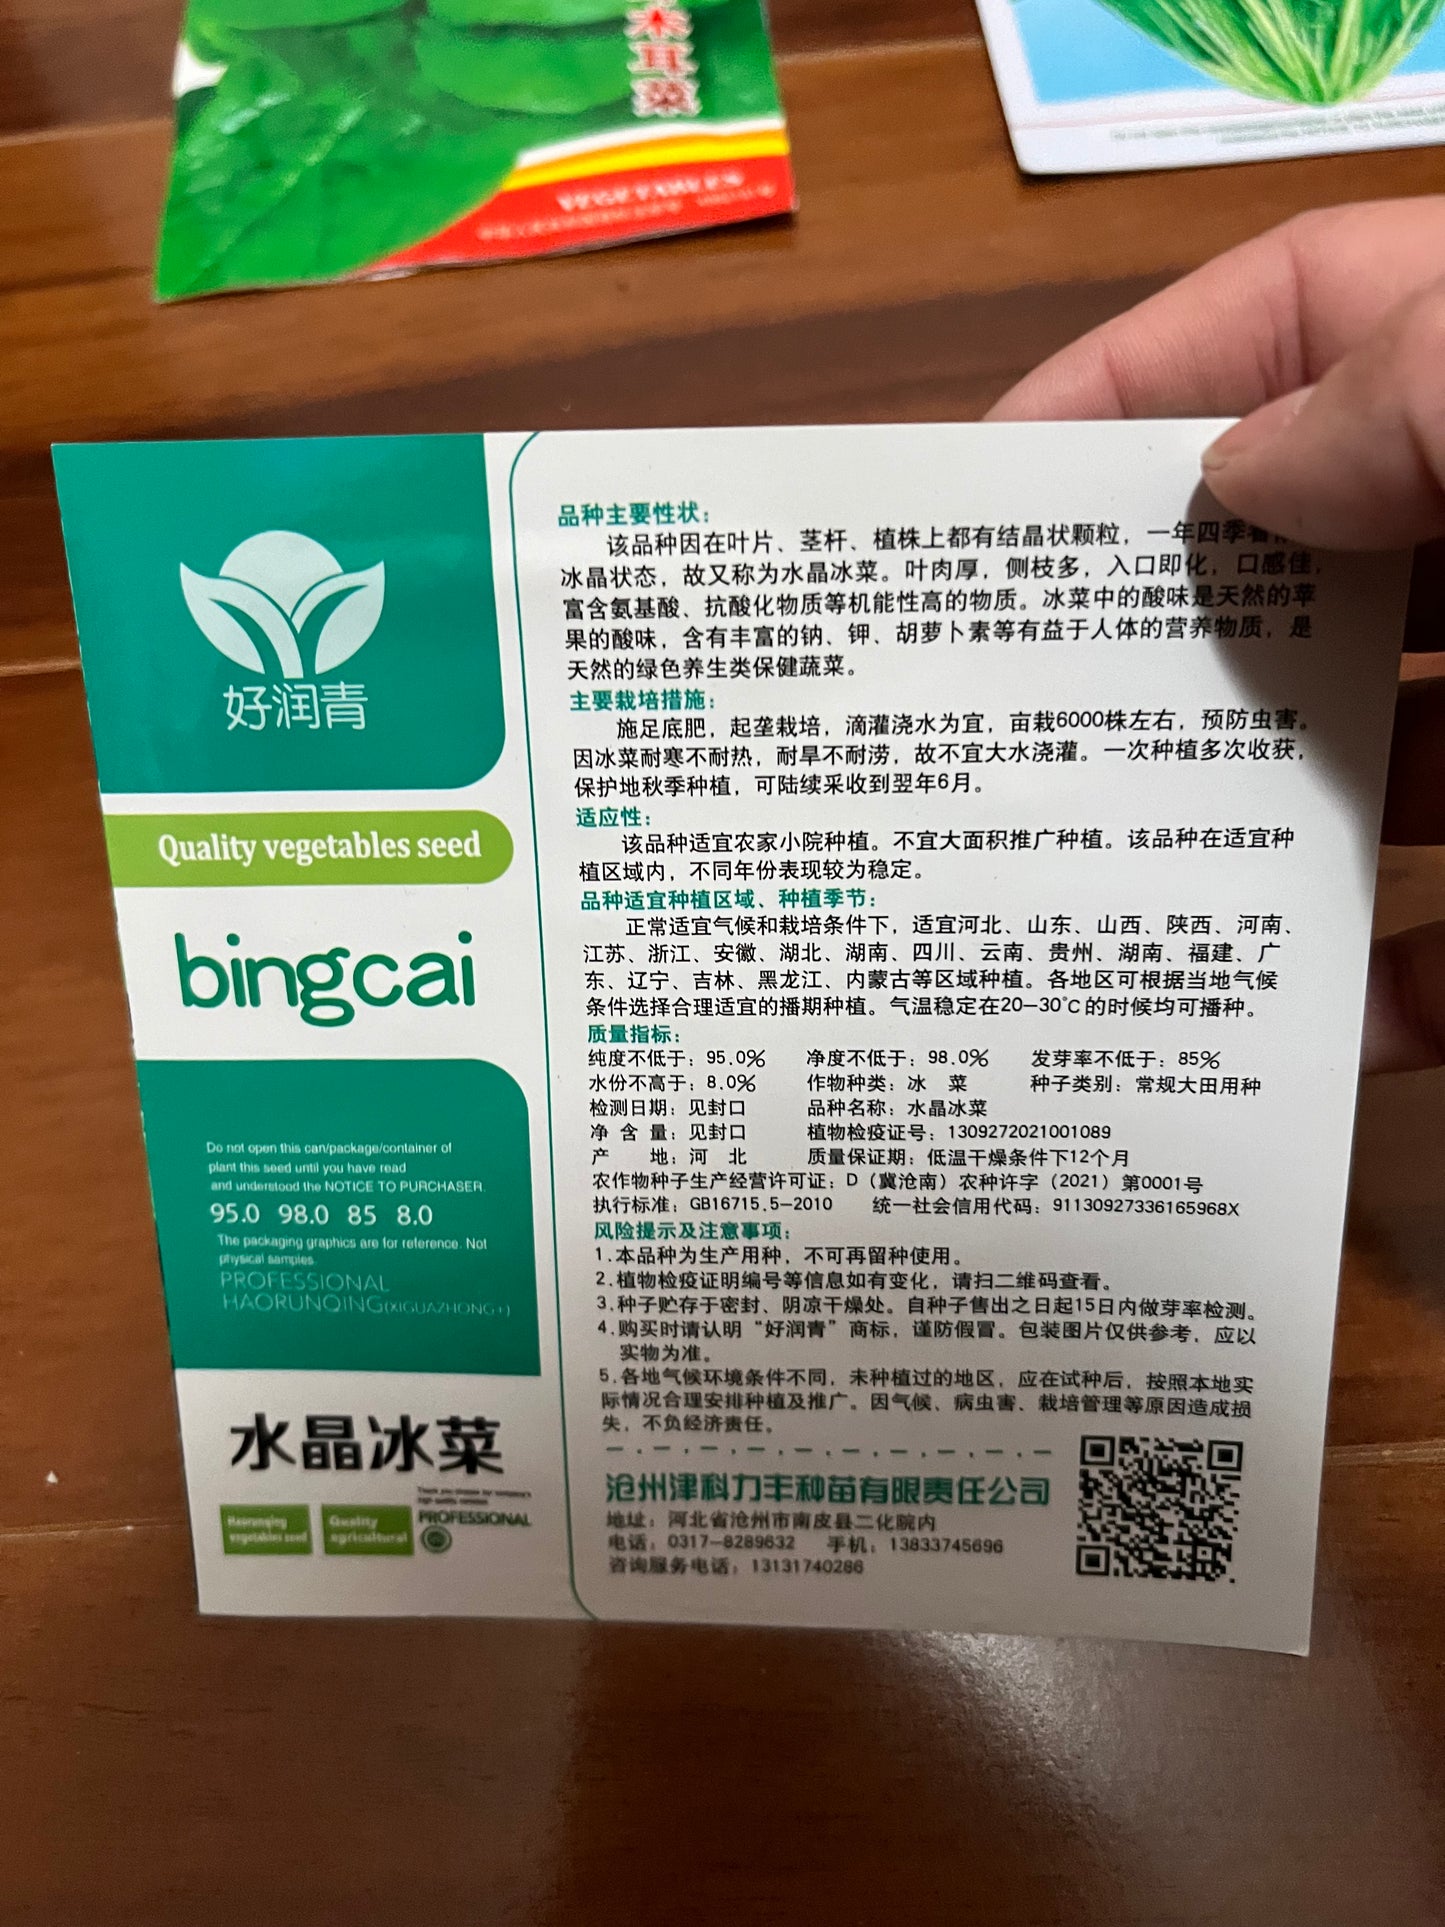 木耳菜
VEGETABLES
好润青
Quality vegetables seed
bingcai
Do not open this can/package/container of
plant this seed until you have read
and understood the NOTICE TO PURCHASER.
95.0 98.0 85 8.0
The packaging graphics are for reference. Not
physical samples.
PROFESSIONAL
HAORUNQING(XIGUAZHONG+)
水晶冰菜
Haorunqing
vegetables seed
Quality
agricultural
PROFESSIONAL
品种主要性状：
该品种因在叶片、茎杆、植株上都有结晶状颗粒，一年四季看
冰晶状态，故又称为水晶冰菜。叶肉厚，侧枝多，入口即化，口感佳，
富含氨基酸、抗酸化物质等机能性高的物质。冰菜中的酸味是天然的苹
果的酸味，含有丰富的钠、钾、胡萝卜素等有益于人体的营养物质，是
天然的绿色养生类保健蔬菜。
主要栽培措施：
施足底肥，起垄栽培，滴灌浇水为宜，亩栽6000株左右，预防虫害。
因冰菜耐寒不耐热，耐旱不耐涝，故不宜大水浇灌。一次种植多次收获，
保护地秋季种植，可陆续采收到翌年6月。
适应性：
该品种适宜农家小院种植。不宜大面积推广种植。该品种在适宜种
植区域内，不同年份表现较为稳定。
品种适宜种植区域、种植季节：
正常适宜气候和栽培条件下，适宜河北、山东、山西、陕西、河南、
江苏、浙江、安徽、湖北、湖南、四川、云南、贵州、湖南、福建、广
东、辽宁、吉林、黑龙江、内蒙古等区域种植。各地区可根据当地气候
条件选择合理适宜的播期种植。气温稳定在20—30℃的时候均可播种。
质量指标：
纯度不低于：95.0% 净度不低于：98.0% 发芽率不低于：85%
水份不高于：8.0% 作物种类：冰 菜 种子类别：常规大田用种
检测日期：见封口 品种名称：水晶冰菜
净 含 量：见封口 植物检疫证号：1309272021001089
产 地：河 北 质量保证期：低温干燥条件下12个月
农作物种子生产经营许可证：D（冀沧南）农种许字（2021）第0001号
执行标准：GB16715.5—2010 统一社会信用代码：91130927336165968X
风险提示及注意事项：
1.本品种为生产用种，不可再留种使用。
2.植物检疫证明编号等信息如有变化，请扫二维码查看。
3.种子贮存于密封、阴凉干燥处。自种子售出之日起15日内做芽率检测。
4.购买时请认明“好润青”商标，谨防假冒。包装图片仅供参考，应以
实物为准。
5.各地气候环境条件不同，未种植过的地区，应在试种后，按照本地实
际情况合理安排种植及推广。因气候、病虫害、栽培管理等原因造成损
失，不负经济责任。
沧州津科力丰种苗有限责任公司
地址：河北省沧州市南皮县二化院内
电话：0317-8289632 手机：13833745696
咨询服务电话：13131740286